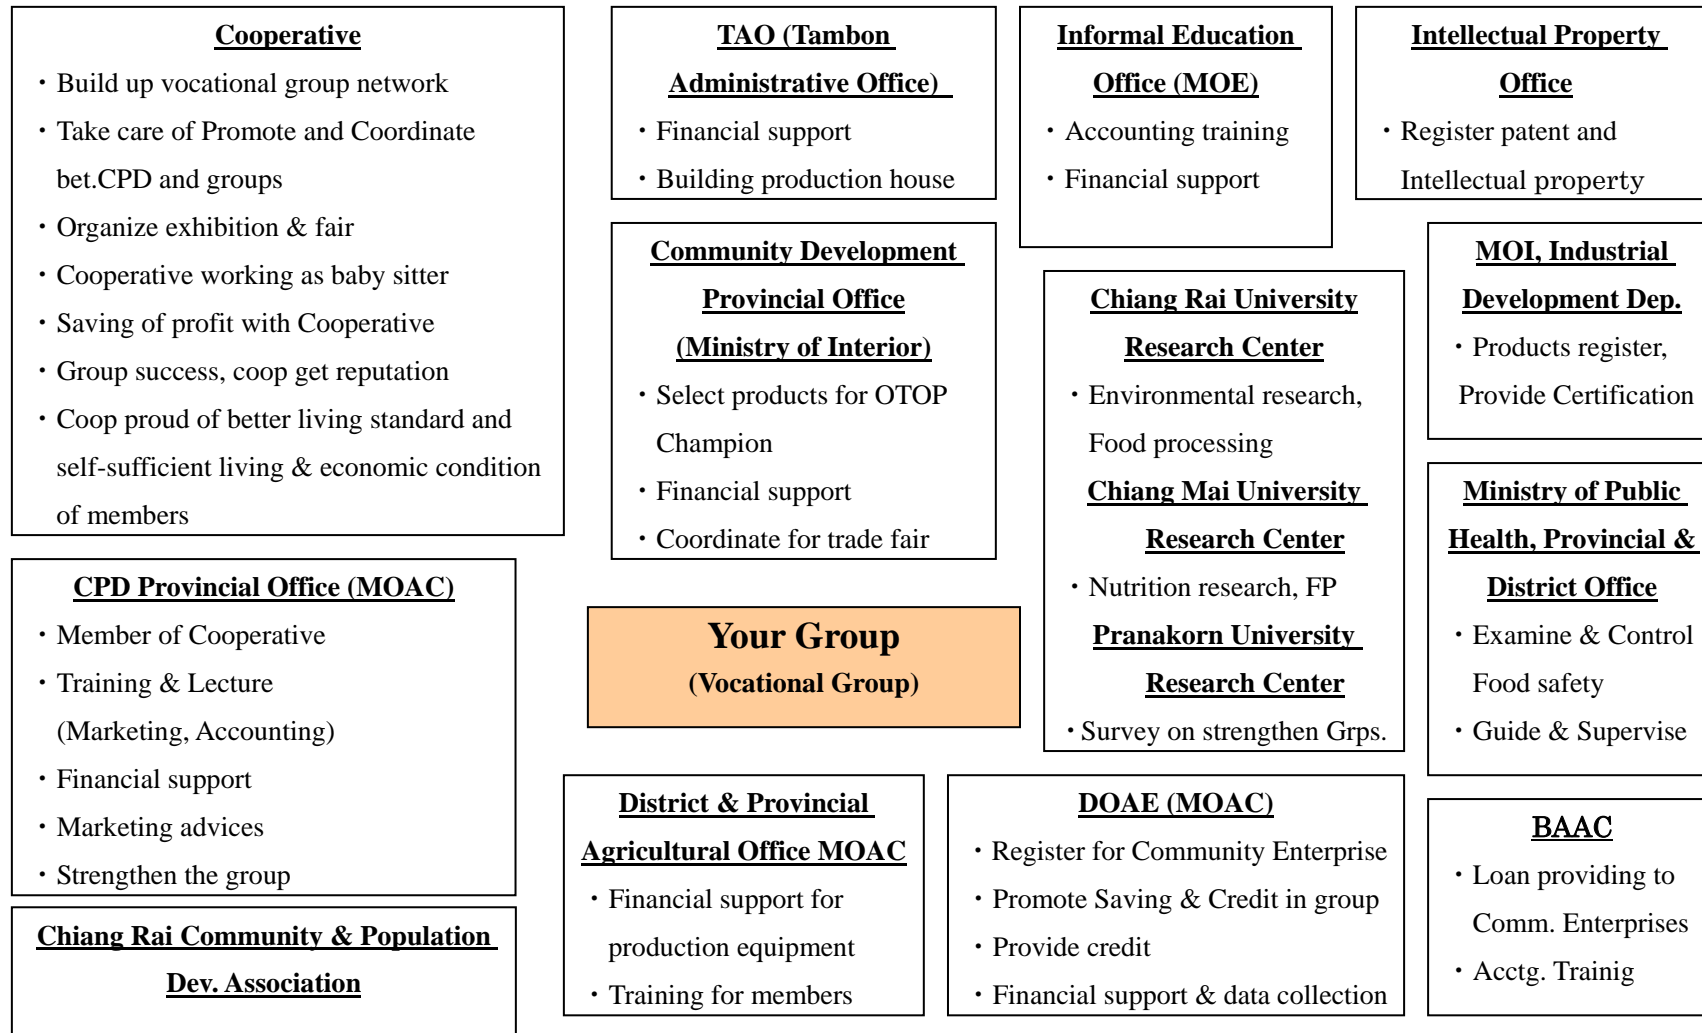 Cooperative
・Build up vocational group network
・Take care of Promote and Coordinate
bet.CPD and groups
・Organize exhibition & fair
・Cooperative working as baby sitter
・Saving of profit with Cooperative
・Group success, coop get reputation
・Coop proud of better living standard and
self-sufficient living & economic condition
of members
CPD Provincial Office (MOAC)
・Member of Cooperative
・Training & Lecture
(Marketing, Accounting)
・Financial support
・Marketing advices
・Strengthen the group
Chiang Rai Community & Population
Dev. Association
TAO (Tambon
Administrative Office)
・Financial support
・Building production house
Community Development
Provincial Office
(Ministry of Interior)
・Select products for OTOP
Champion
・Financial support
・Coordinate for trade fair
Your Group
(Vocational Group)
District & Provincial
Agricultural Office MOAC
・Financial support for
production equipment
・Training for members
Informal Education
Office (MOE)
・Accounting training
・Financial support
Chiang Rai University
Research Center
・Environmental research,
Food processing
Chiang Mai University
Research Center
・Nutrition research, FP
Pranakorn University
Research Center
・Survey on strengthen Grps.
DOAE (MOAC)
・Register for Community Enterprise
・Promote Saving & Credit in group
・Provide credit
・Financial support & data collection
Intellectual Property
Office
・Register patent and
Intellectual property
MOI, Industrial
Development Dep.
・Products register,
Provide Certification
Ministry of Public
Health, Provincial &
District Office
・Examine & Control
Food safety
・Guide & Supervise
BAAC
・Loan providing to
Comm. Enterprises
・Acctg. Trainig